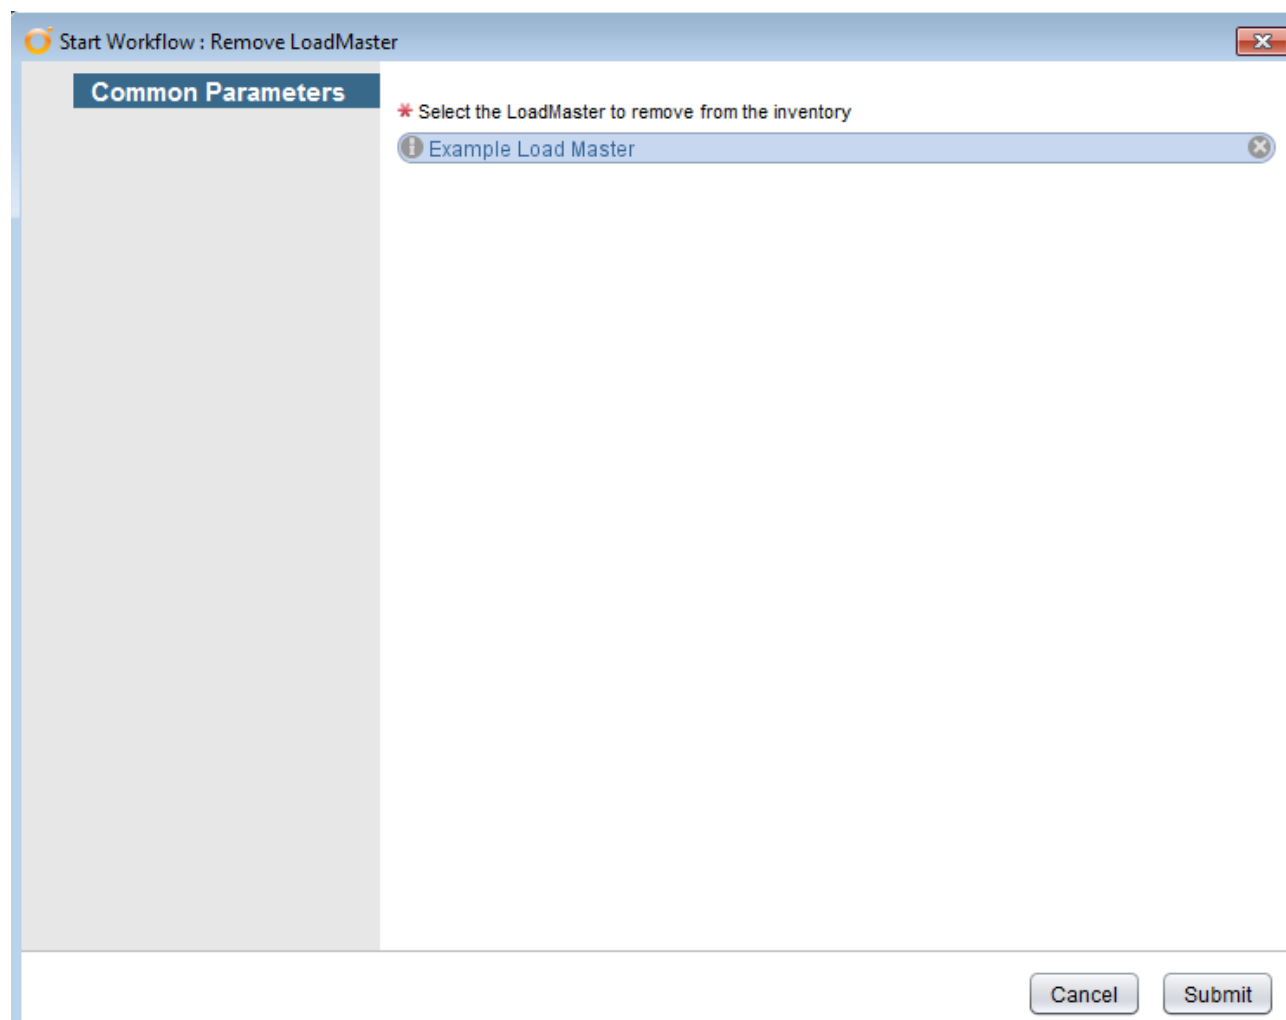 Start Workflow : Remove LoadMaster
Common Parameters
* Select the LoadMaster to remove from the inventory
Example Load Master
Cancel Submit